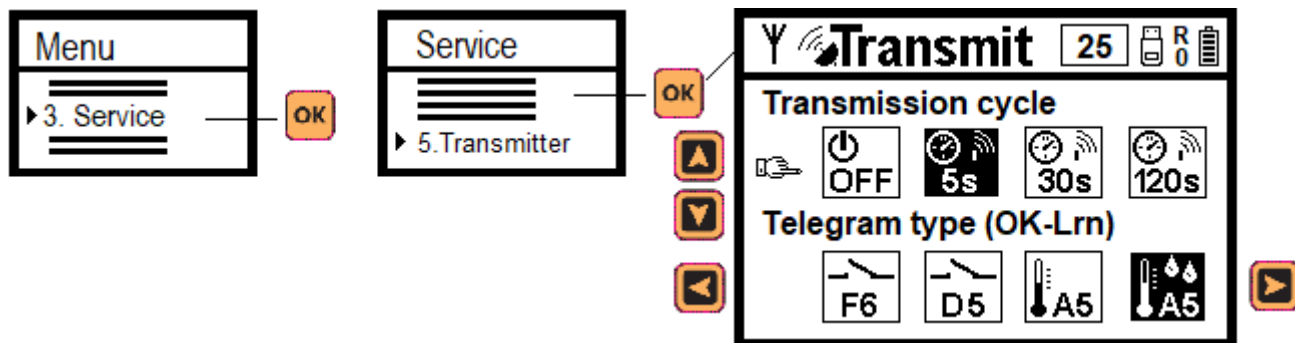 Menu
3. Service
OK
Service
5.Transmitter
OK
Transmit 25 R0
Transmission cycle
OFF 5s 30s 120s
Telegram type (OK-Lrn)
F6 D5 A5 A5